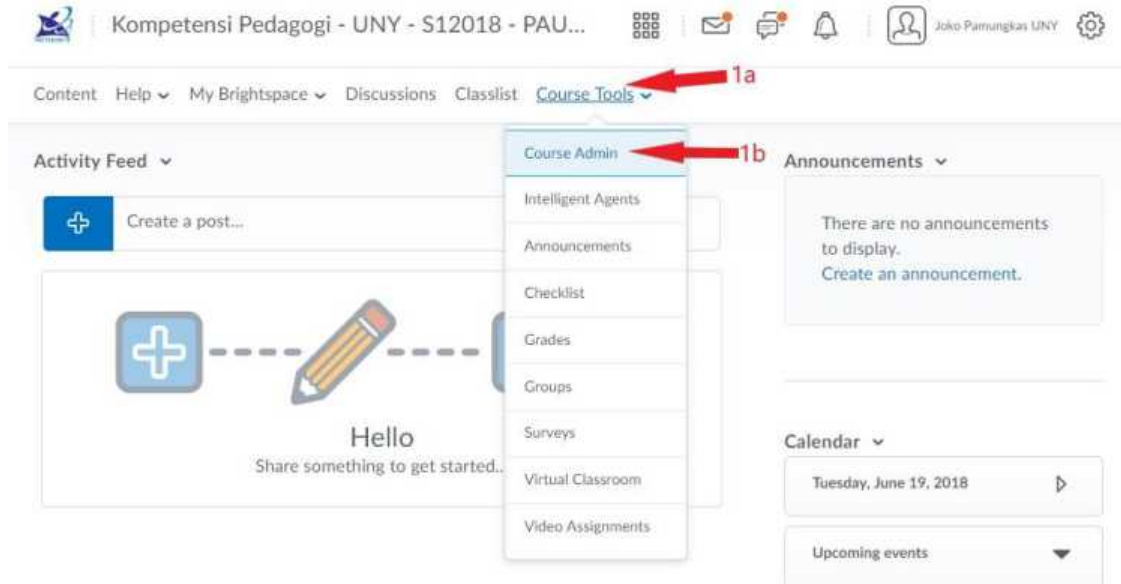 Kompetensi Pedagogi - UNY - S12018 - PAU...
Joko Pamungkas UNY
Content Help My Brightspace Discussions Classlist Course Tools
1a
Activity Feed
Create a post...
Hello
Share something to get started..
Course Admin
1b
Intelligent Agents
Announcements
Checklist
Grades
Groups
Surveys
Virtual Classroom
Video Assignments
Announcements
There are no announcements
to display.
Create an announcement.
Calendar
Tuesday, June 19, 2018
Upcoming events